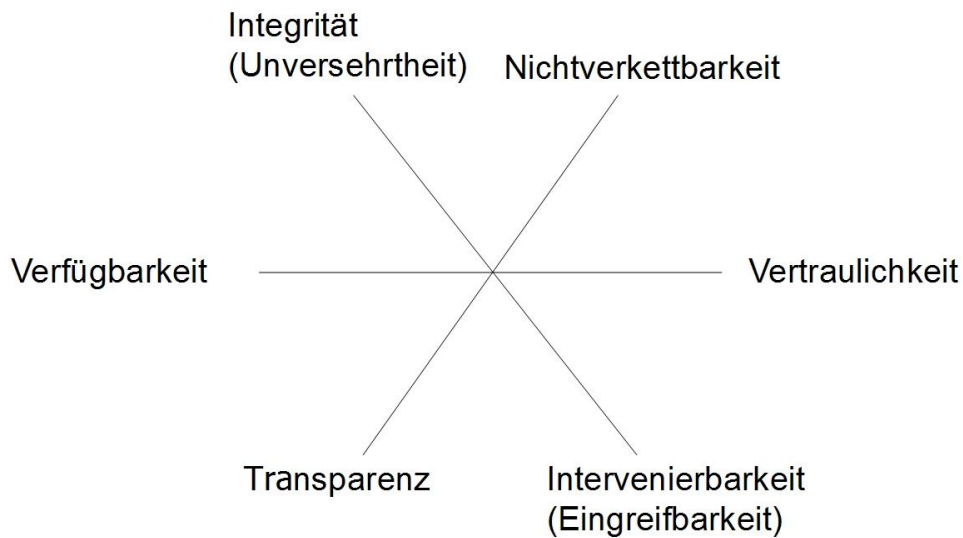 Integrität
(Unversehrtheit)
Nichtverkettbarkeit
Verfügbarkeit
Vertraulichkeit
Transparenz
Intervenierbarkeit
(Eingreifbarkeit)